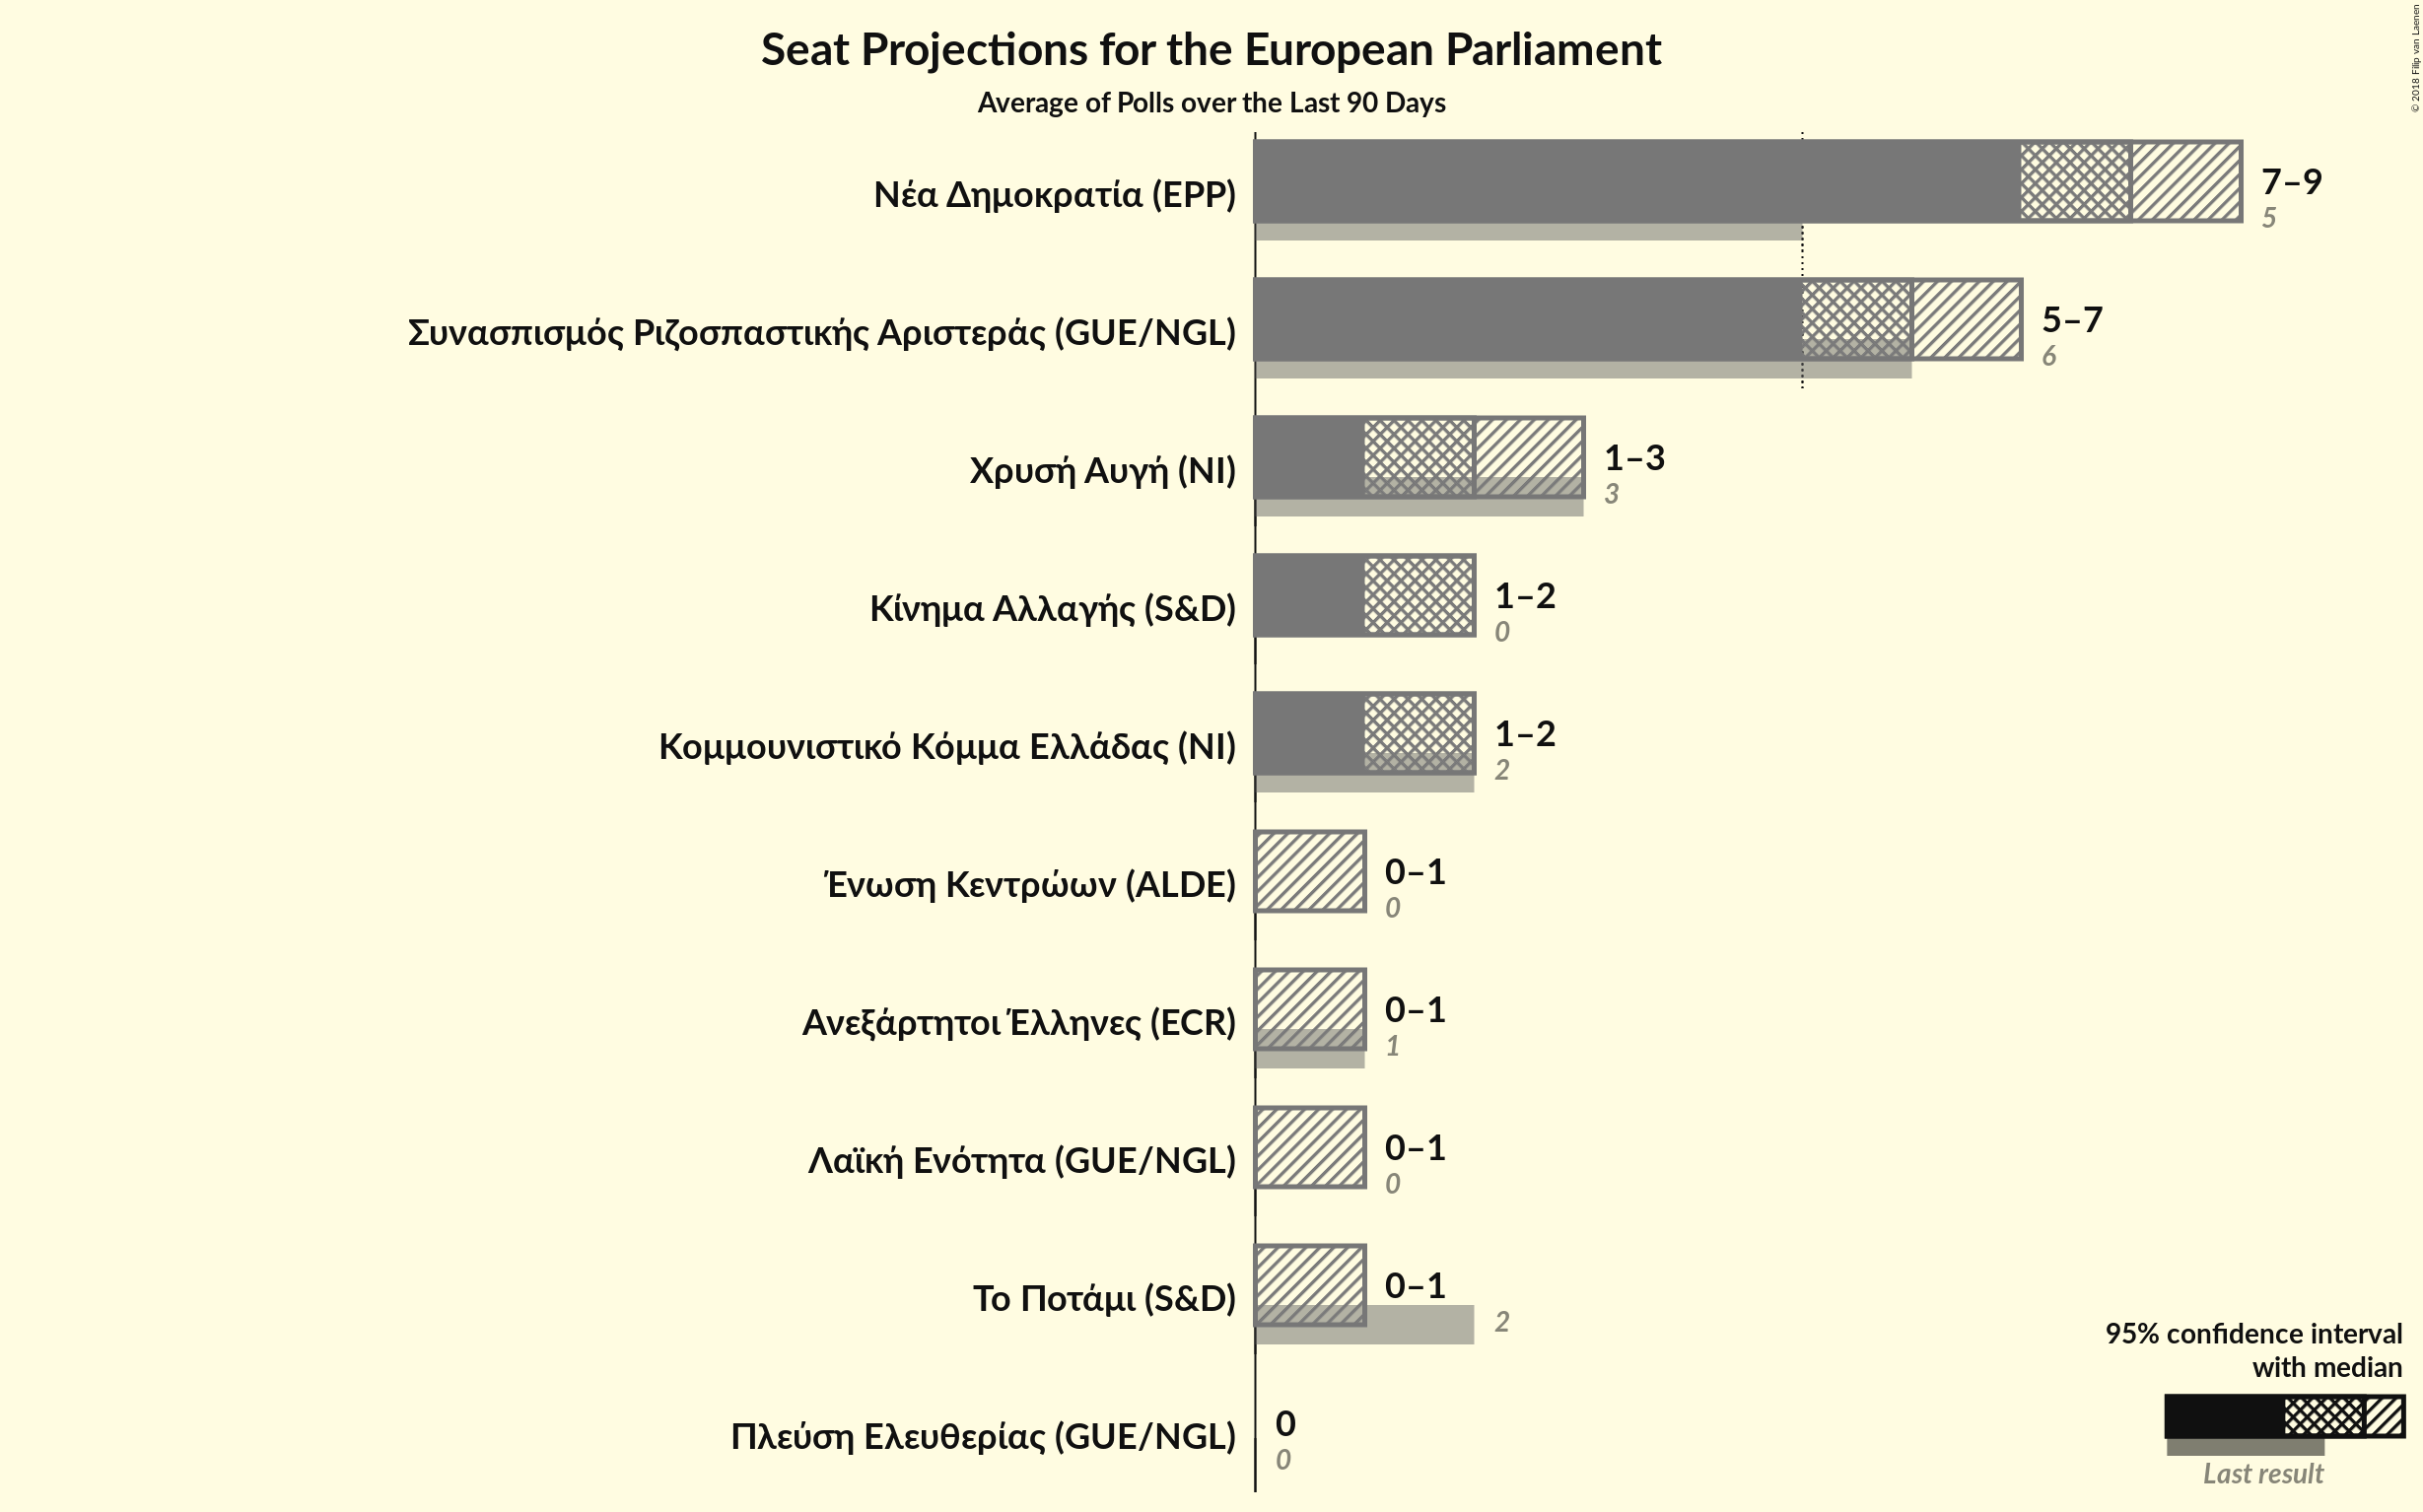 Seat Projections for the European Parliament
Average of Polls over the Last 90 Days
© 2018 Filip van Laenen
Νέα Δημοκρατία (EPP)
7–9
5
Συνασπισμός Ριζοσπαστικής Αριστεράς (GUE/NGL)
5–7
6
Χρυσή Αυγή (NI)
1–3
3
Κίνημα Αλλαγής (S&D)
1–2
0
Κομμουνιστικό Κόμμα Ελλάδας (NI)
1–2
2
Ένωση Κεντρώων (ALDE)
0–1
0
Ανεξάρτητοι Έλληνες (ECR)
0–1
1
Λαϊκή Ενότητα (GUE/NGL)
0–1
0
Το Ποτάμι (S&D)
0–1
2
Πλεύση Ελευθερίας (GUE/NGL)
0
0
95% confidence interval
with median
Last result